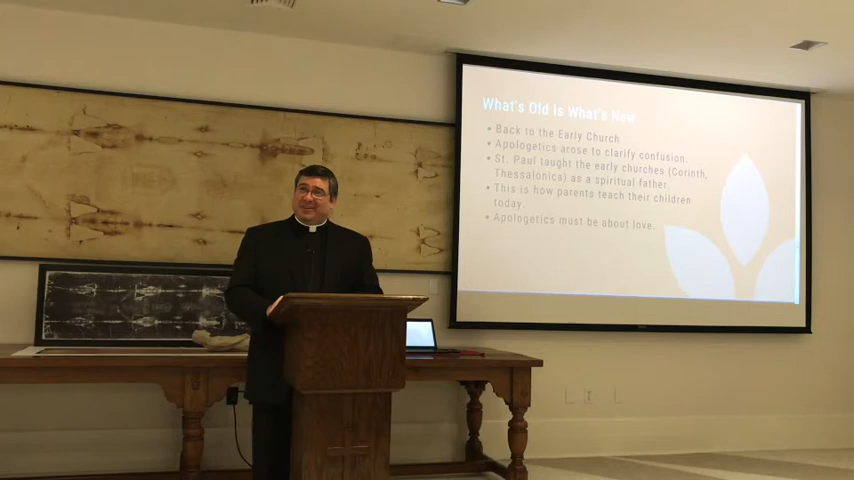 What's Old is What's New
• Back to the Early Church
• Apologetics arose to clarify confusion.
• St. Paul taught the early churches (Corinth,
Thessalonica) as a spiritual father.
• This is how parents teach their children
today.
• Apologetics must be about love.